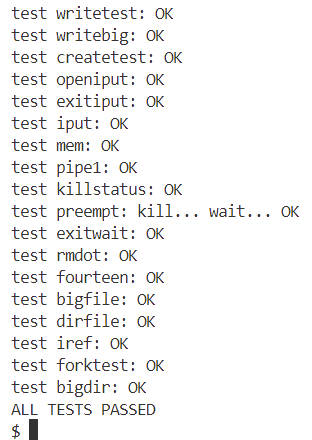 test writetest: OK
test writebig: OK
test createtest: OK
test openiput: OK
test exitiput: OK
test iput: OK
test mem: OK
test pipe1: OK
test killstatus: OK
test preempt: kill... wait... OK
test exitwait: OK
test rmdot: OK
test fourteen: OK
test bigfile: OK
test dirfile: OK
test iref: OK
test forktest: OK
test bigdir: OK
ALL TESTS PASSED
$